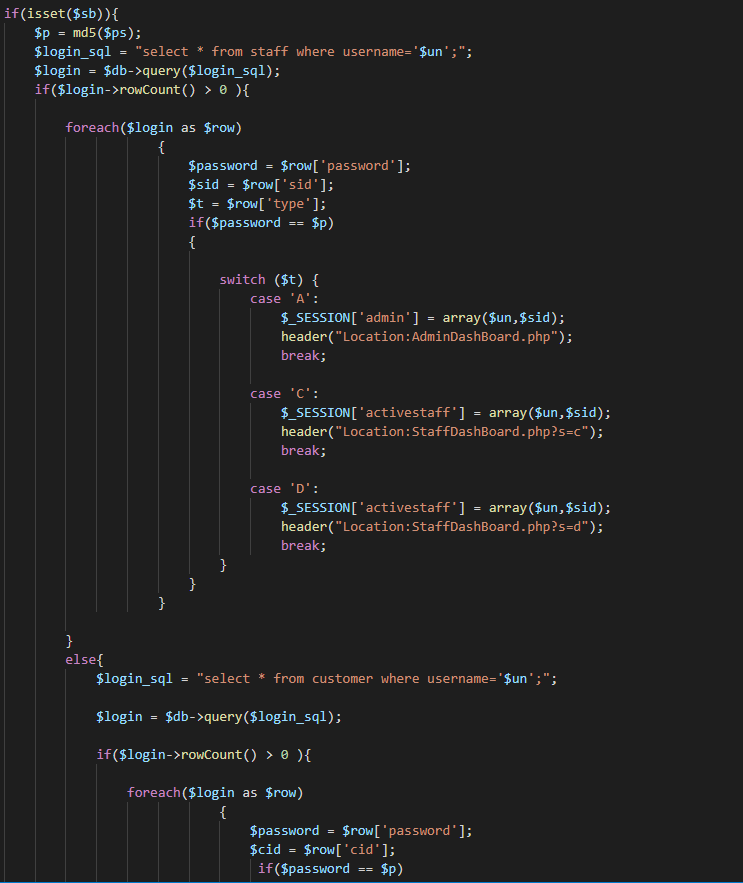 if(isset($sb)){
$p = md5($ps);
$login_sql = "select * from staff where username='$un';";
$login = $db->query($login_sql);
if($login->rowCount() > 0 ){
foreach($login as $row)
{
$password = $row['password'];
$sid = $row['sid'];
$t = $row['type'];
if($password == $p)
{
switch ($t) {
case 'A':
$_SESSION['admin'] = array($un,$sid);
header("Location:AdminDashBoard.php");
break;
case 'C':
$_SESSION['activestaff'] = array($un,$sid);
header("Location:StaffDashBoard.php?s=c");
break;
case 'D':
$_SESSION['activestaff'] = array($un,$sid);
header("Location:StaffDashBoard.php?s=d");
break;
}
}
}
}
else{
$login_sql = "select * from customer where username='$un';";
$login = $db->query($login_sql);
if($login->rowCount() > 0 ){
foreach($login as $row)
{
$password = $row['password'];
$cid = $row['cid'];
if($password == $p)